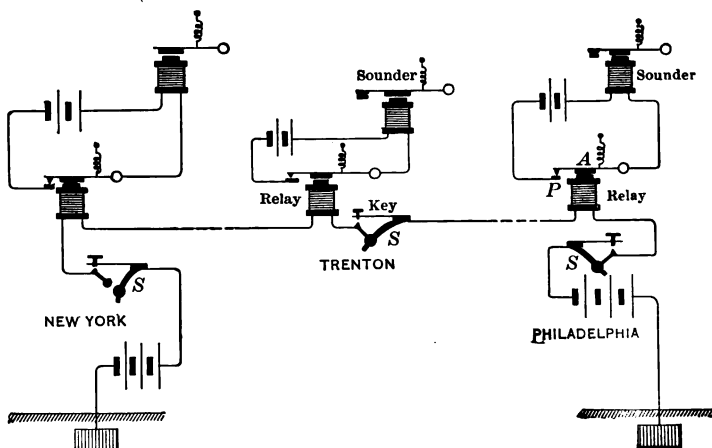 Sounder
Sounder
A
P
Relay
Relay
Key
S
TRENTON
S
S
NEW YORK
PHILADELPHIA